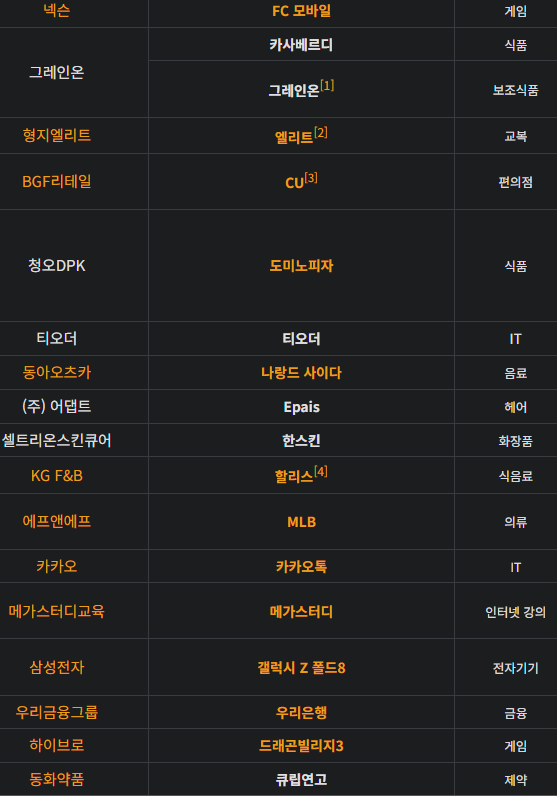 넥슨 FC 모바일 게임
카사베르디 식품
그레인온
그레인온[1] 보조식품
형지엘리트 엘리트[2] 교복
BGF리테일 CU[3] 편의점
청오DPK 도미노피자 식품
티오더 티오더 IT
동아오츠카 나랑드 사이다 음료
(주) 어댑트 Epais 헤어
셀트리온스킨큐어 한스킨 화장품
KG F&B 할리스[4] 식음료
에프앤에프 MLB 의류
카카오 카카오톡 IT
메가스터디교육 메가스터디 인터넷 강의
삼성전자 갤럭시 Z 폴드8 전자기기
우리금융그룹 우리은행 금융
하이브로 드래곤빌리지3 게임
동화약품 큐립연고 제약